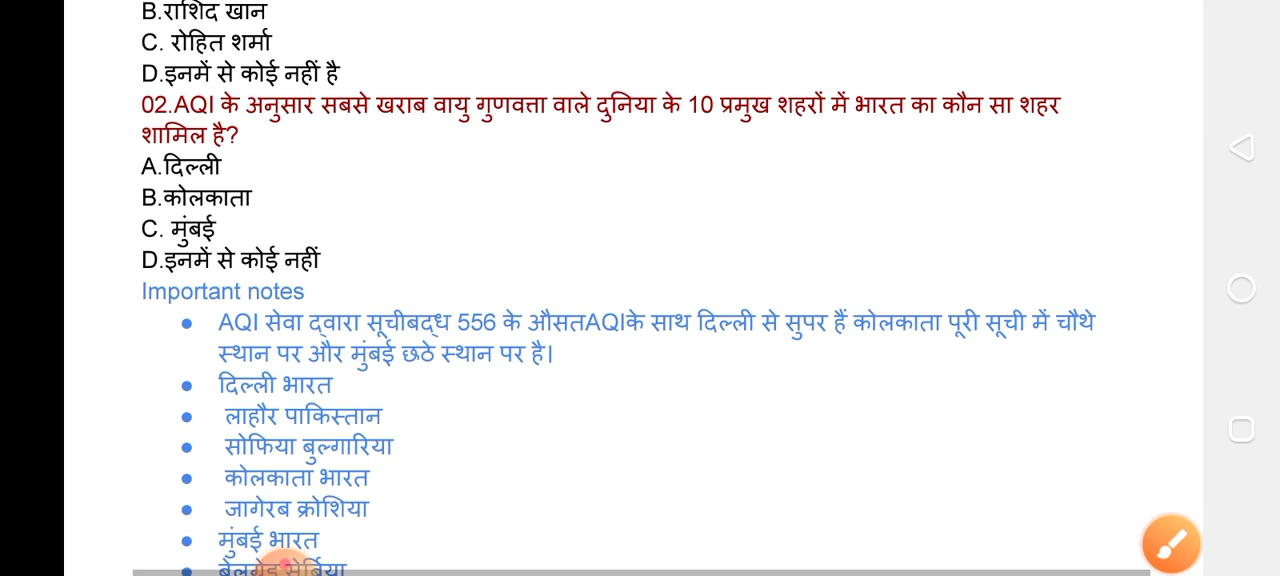 B.राशिद खान
C. रोहित शर्मा
D.इनमें से कोई नहीं है
02.AQI के अनुसार सबसे खराब वायु गुणवत्ता वाले दुनिया के 10 प्रमुख शहरों में भारत का कौन सा शहर
शामिल है?
A.दिल्ली
B.कोलकाता
C. मुंबई
D.इनमें से कोई नहीं
Important notes
● AQI सेवा द्वारा सूचीबद्ध 556 के औसतAQIके साथ दिल्ली से सुपर हैं कोलकाता पूरी सूची में चौथे
स्थान पर और मुंबई छठे स्थान पर है।
● दिल्ली भारत
● लाहौर पाकिस्तान
● सोफिया बुल्गारिया
● कोलकाता भारत
● जागेरब क्रोशिया
● मुंबई भारत
● बेलग्रेड सेर्बिया